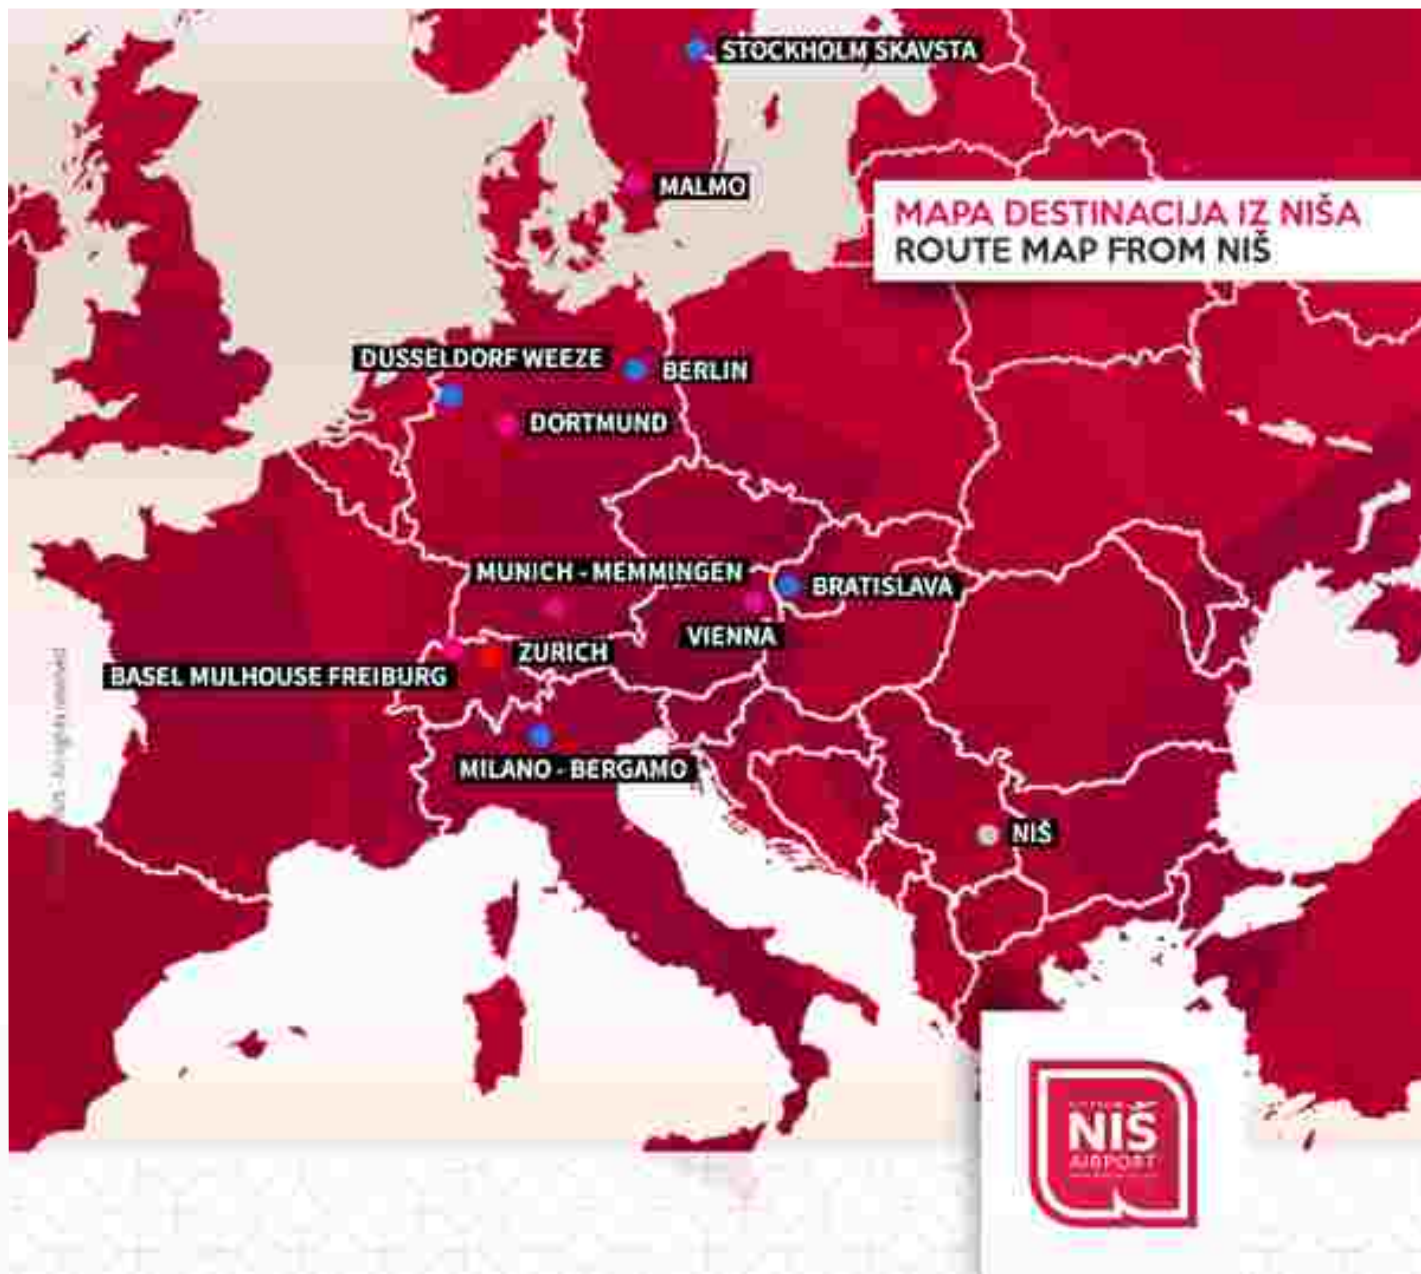 STOCKHOLM SKAVSTA
MALMO
MAPA DESTINACIJA IZ NIŠA
ROUTE MAP FROM NIŠ
DUSSELDORF WEEZE
BERLIN
DORTMUND
MUNICH - MEMMINGEN
BRATISLAVA
VIENNA
ZURICH
BASEL MULHOUSE FREIBURG
MILANO - BERGAMO
NIŠ
NIŠ
AIRPORT